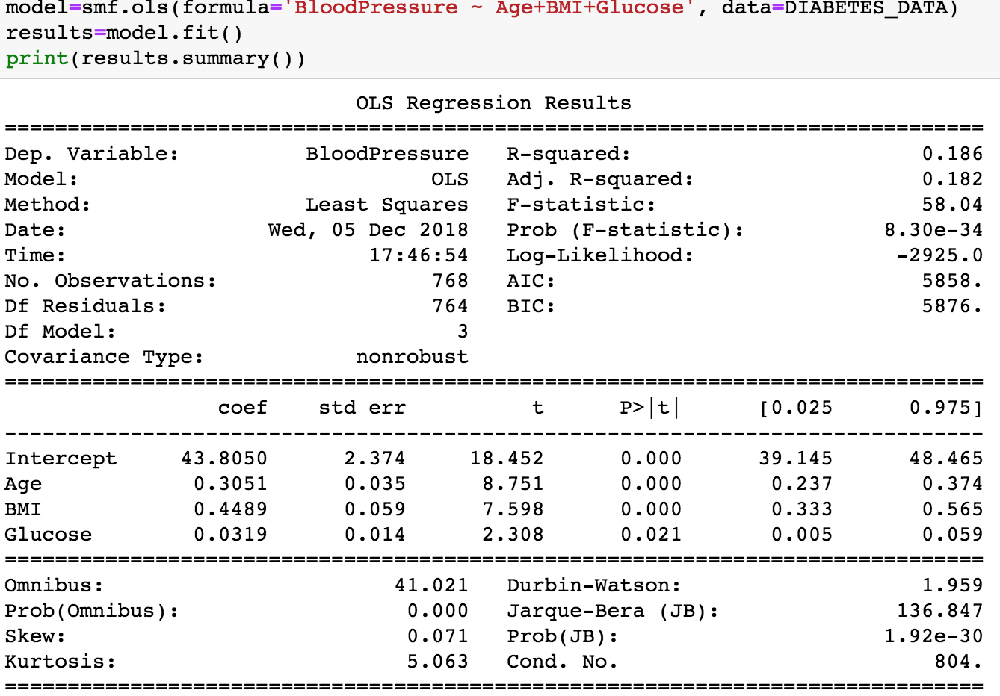 model=smf.ols(formula='BloodPressure ~ Age+BMI+Glucose', data=DIABETES_DATA)
results=model.fit()
print(results.summary())
OLS Regression Results
==============================================================================
Dep. Variable:          BloodPressure   R-squared:                       0.186
Model:                            OLS   Adj. R-squared:                  0.182
Method:                 Least Squares   F-statistic:                     58.04
Date:                Wed, 05 Dec 2018   Prob (F-statistic):           8.30e-34
Time:                        17:46:54   Log-Likelihood:                -2925.0
No. Observations:                 768   AIC:                             5858.
Df Residuals:                     764   BIC:                             5876.
Df Model:                           3
Covariance Type:            nonrobust
==============================================================================
                 coef    std err          t      P>|t|      [0.025      0.975]
------------------------------------------------------------------------------
Intercept     43.8050      2.374     18.452      0.000      39.145      48.465
Age            0.3051      0.035      8.751      0.000       0.237       0.374
BMI            0.4489      0.059      7.598      0.000       0.333       0.565
Glucose        0.0319      0.014      2.308      0.021       0.005       0.059
==============================================================================
Omnibus:                       41.021   Durbin-Watson:                   1.959
Prob(Omnibus):                  0.000   Jarque-Bera (JB):              136.847
Skew:                           0.071   Prob(JB):                     1.92e-30
Kurtosis:                       5.063   Cond. No.                         804.
==============================================================================